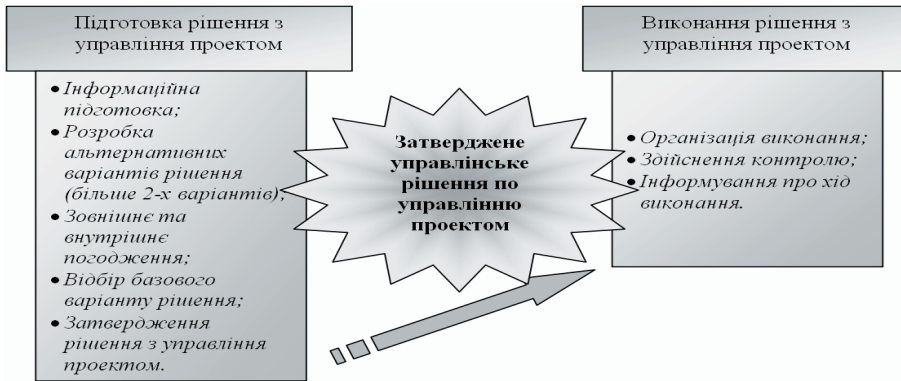 Підготовка рішення з
управління проектом
• Інформаційна
підготовка;
• Розробка
альтернативних
варіантів рішення
(більше 2-х варіантів);
• Зовнішнє та
внутрішнє
погодження;
• Відбір базового
варіанту рішення;
• Затвердження
рішення з управління
проектом.
Затверджене
управлінське
рішення по
управлінню
проектом
Виконання рішення з
управління проектом
• Організація виконання;
• Здійснення контролю;
• Інформування про хід
виконання.